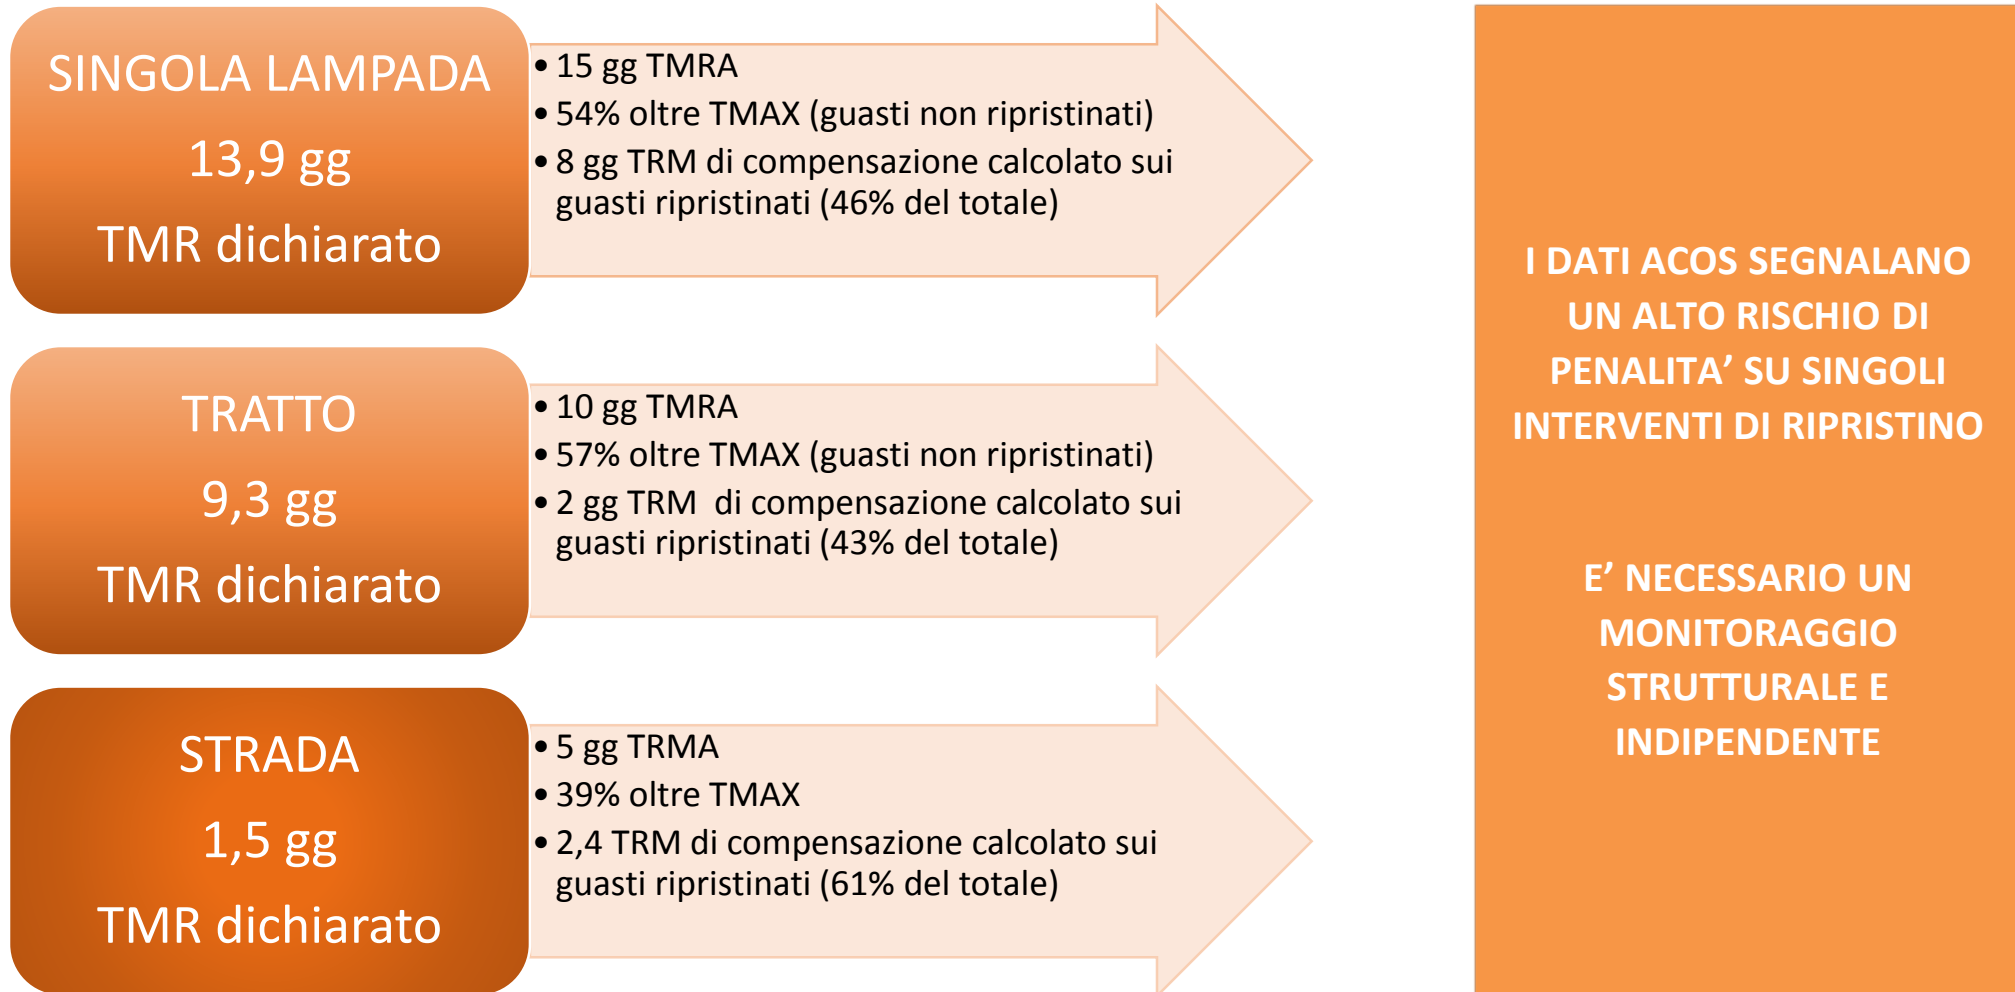 SINGOLA LAMPADA
13,9 gg
TMR dichiarato
• 15 gg TMRA
• 54% oltre TMAX (guasti non ripristinati)
• 8 gg TRM di compensazione calcolato sui
guasti ripristinati (46% del totale)
TRATTO
9,3 gg
TMR dichiarato
• 10 gg TMRA
• 57% oltre TMAX (guasti non ripristinati)
• 2 gg TRM di compensazione calcolato sui
guasti ripristinati (43% del totale)
STRADA
1,5 gg
TMR dichiarato
• 5 gg TRMA
• 39% oltre TMAX
• 2,4 TRM di compensazione calcolato sui
guasti ripristinati (61% del totale)
I DATI ACOS SEGNALANO
UN ALTO RISCHIO DI
PENALITA’ SU SINGOLI
INTERVENTI DI RIPRISTINO
E’ NECESSARIO UN
MONITORAGGIO
STRUTTURALE E
INDIPENDENTE